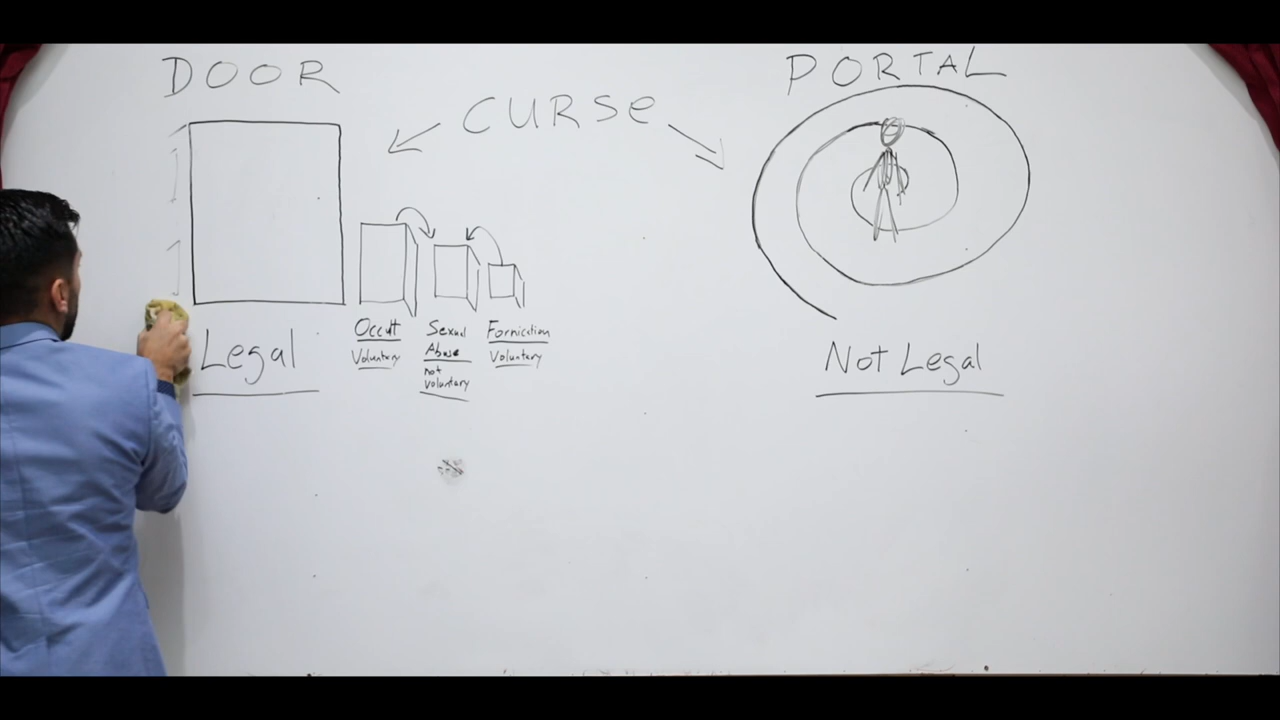 DOOR
CURSE
PORTAL
Legal
Occult
Voluntary
Sexual
Abuse
not
Voluntary
Fornication
Voluntary
Not Legal